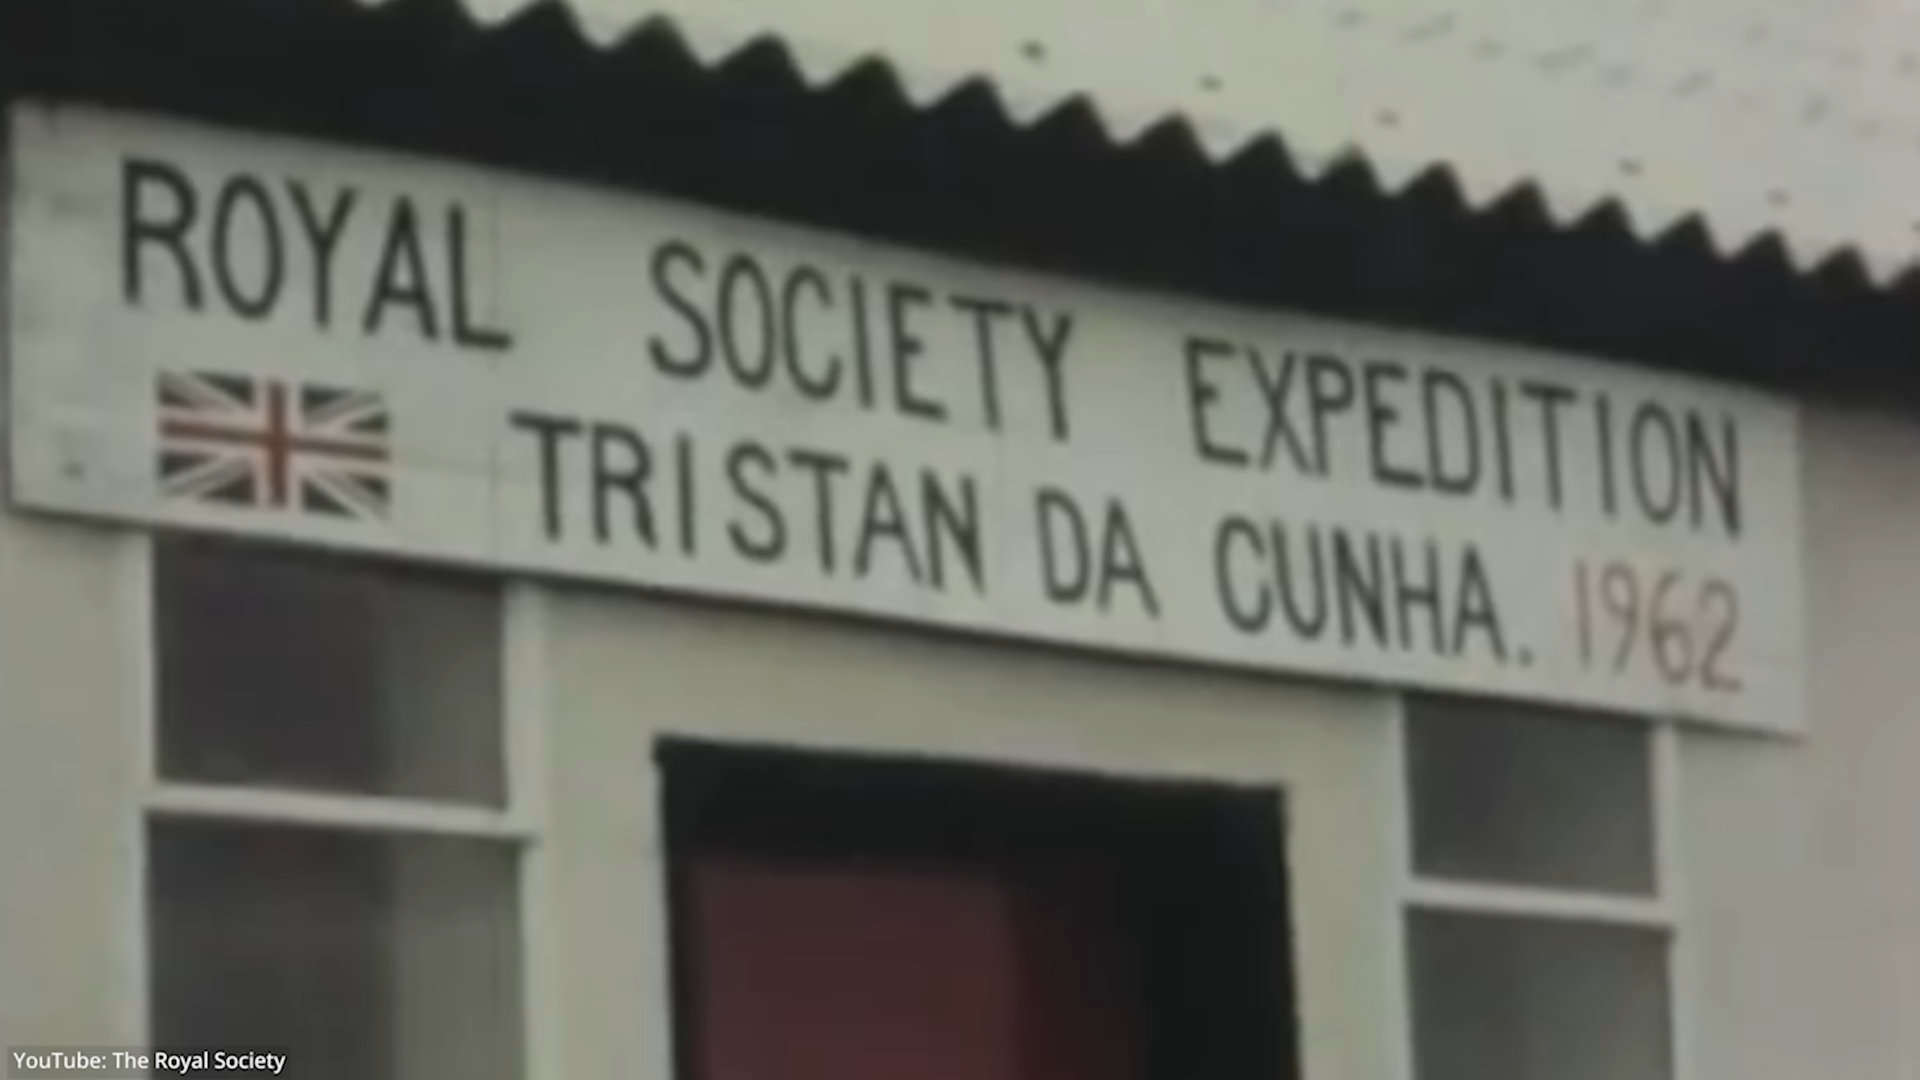 ROYAL SOCIETY EXPEDITION
TRISTAN DA CUNHA. 1962
YouTube: The Royal Society